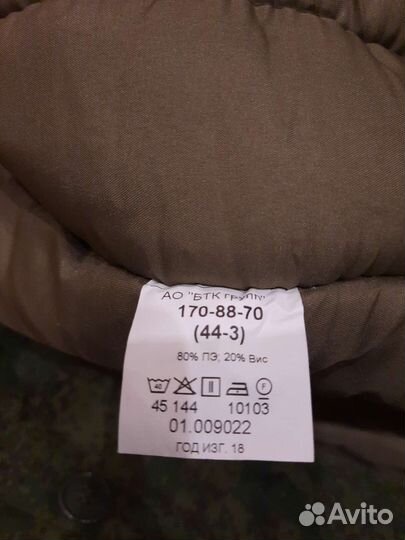 АО "БТК групп"
170-88-70
(44-3)
80% ПЭ; 20% Вис
40 F
45 144 10103
01.009022
ГОД ИЗГ. 18
Avito